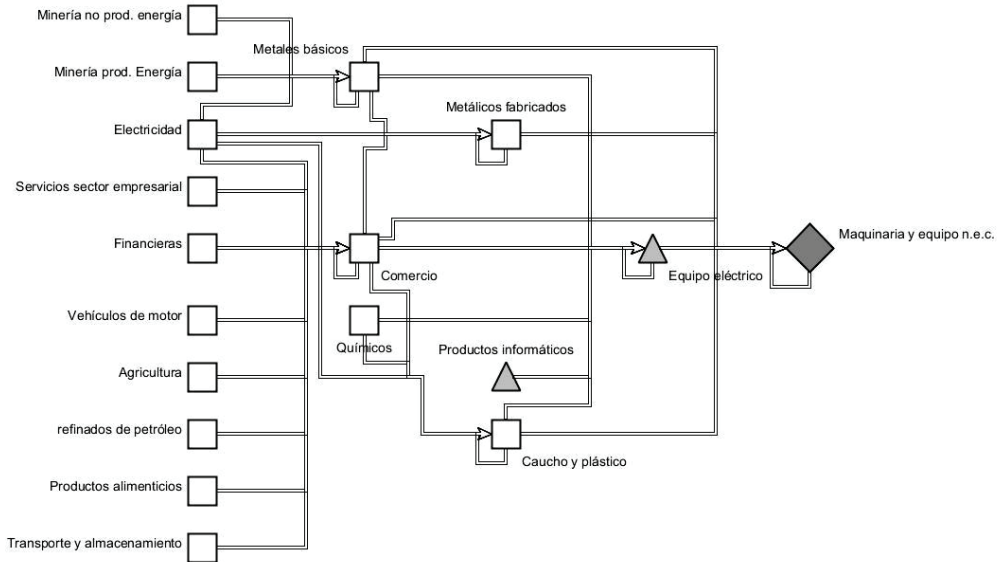 Minería no prod. energía
Metales básicos
Minería prod. Energía
Metálicos fabricados
Electricidad
Servicios sector empresarial
Financieras
Maquinaria y equipo n.e.c.
Comercio
Equipo eléctrico
Vehículos de motor
Químicos
Productos informáticos
Agricultura
refinados de petróleo
Caucho y plástico
Productos alimenticios
Transporte y almacenamiento